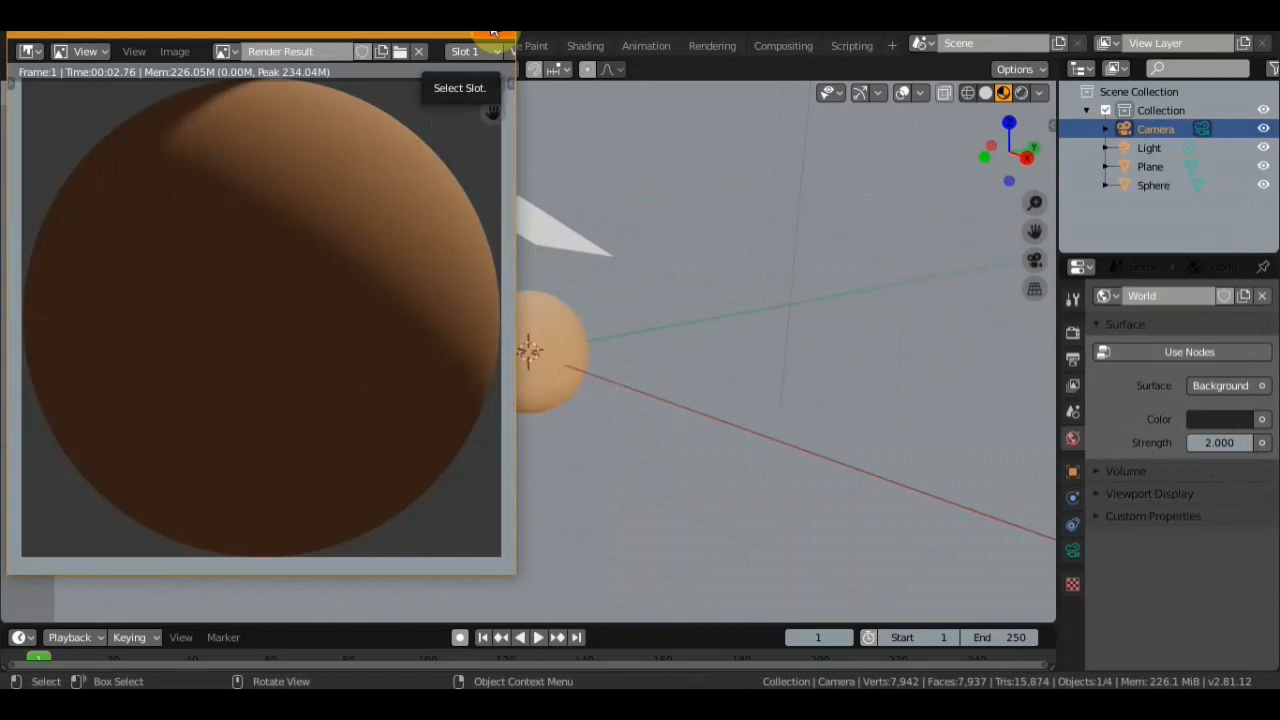 View View Image Render Result Slot 1
Frame:1 | Time:00:02.76 | Mem:226.05M (0.00M, Peak 234.04M)
Select Slot.
Paint Shading Animation Rendering Compositing Scripting + Scene View Layer
Options
Scene Collection
Collection
Camera
Light
Plane
Sphere
X
Y
Z
World
Surface
Use Nodes
Surface Background
Color
Strength 2.000
Volume
Viewport Display
Custom Properties
Playback Keying View Marker 1 Start 1 End 250
1
Select Box Select Rotate View Object Context Menu Collection | Camera | Verts:7,942 | Faces:7,937 | Tris:15,874 | Objects:1/4 | Mem: 226.1 MiB | v2.81.12